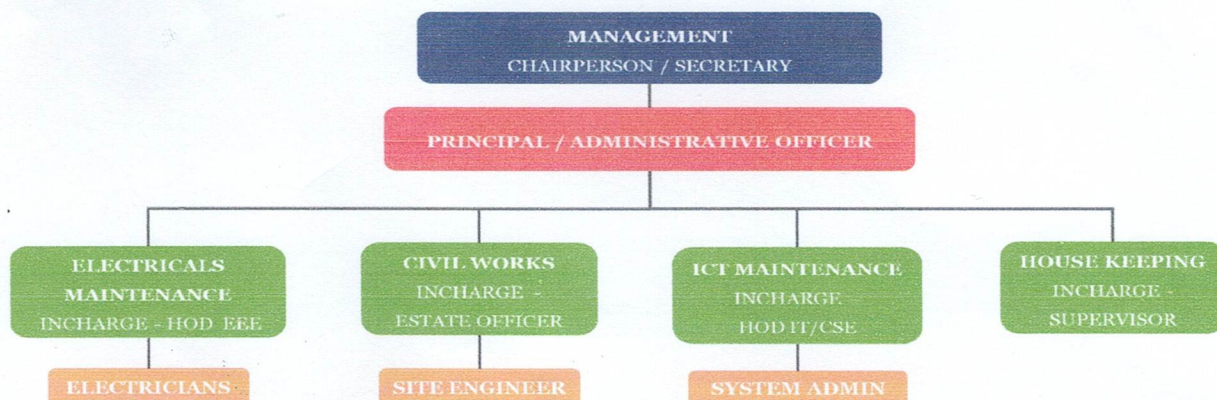 MANAGEMENT
CHAIRPERSON / SECRETARY
PRINCIPAL / ADMINISTRATIVE OFFICER
ELECTRICALS
MAINTENANCE
INCHARGE - HOD EEE
CIVIL WORKS
INCHARGE -
ESTATE OFFICER
ICT MAINTENANCE
INCHARGE
HOD IT/CSE
HOUSE KEEPING
INCHARGE -
SUPERVISOR
ELECTRICIANS
SITE ENGINEER
SYSTEM ADMIN